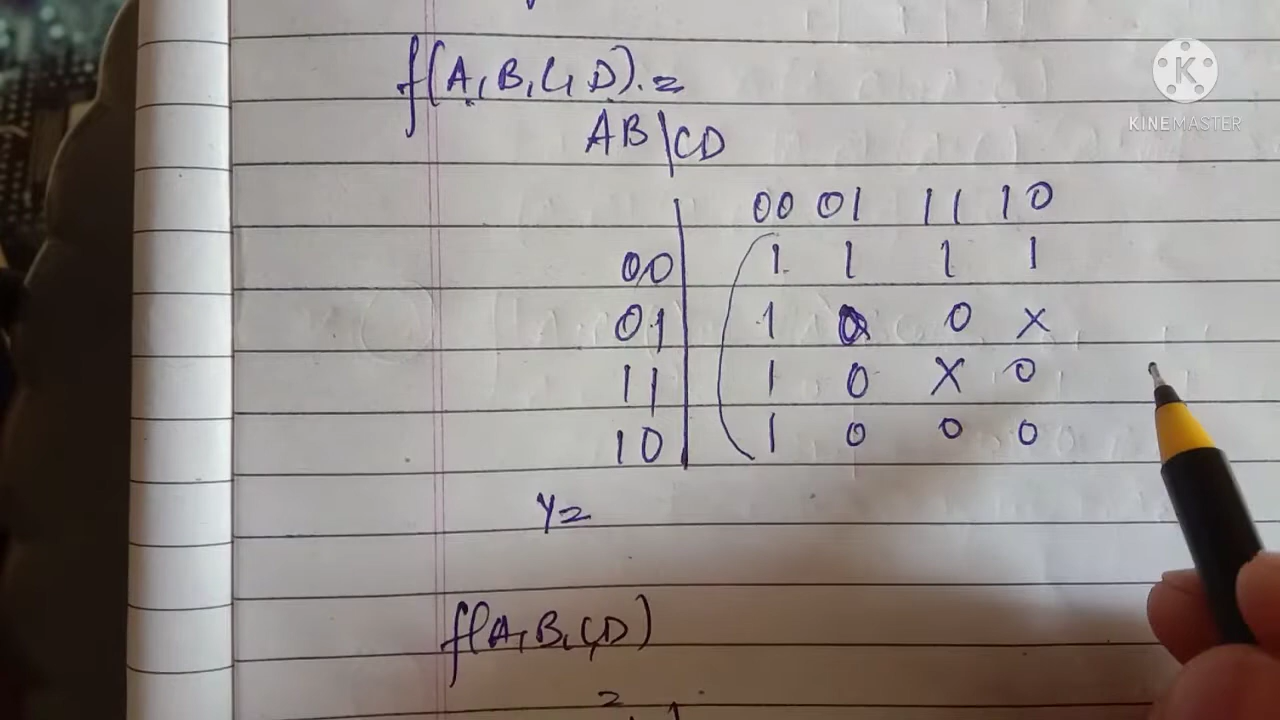 f(A,B,C,D).=
KINEMASTER
AB\CD
00 01 11 10
00 1 1 1 1
01 1 0 0 X
11 1 0 X 0
10 1 0 0 0
Y=
f(A,B,C,D)